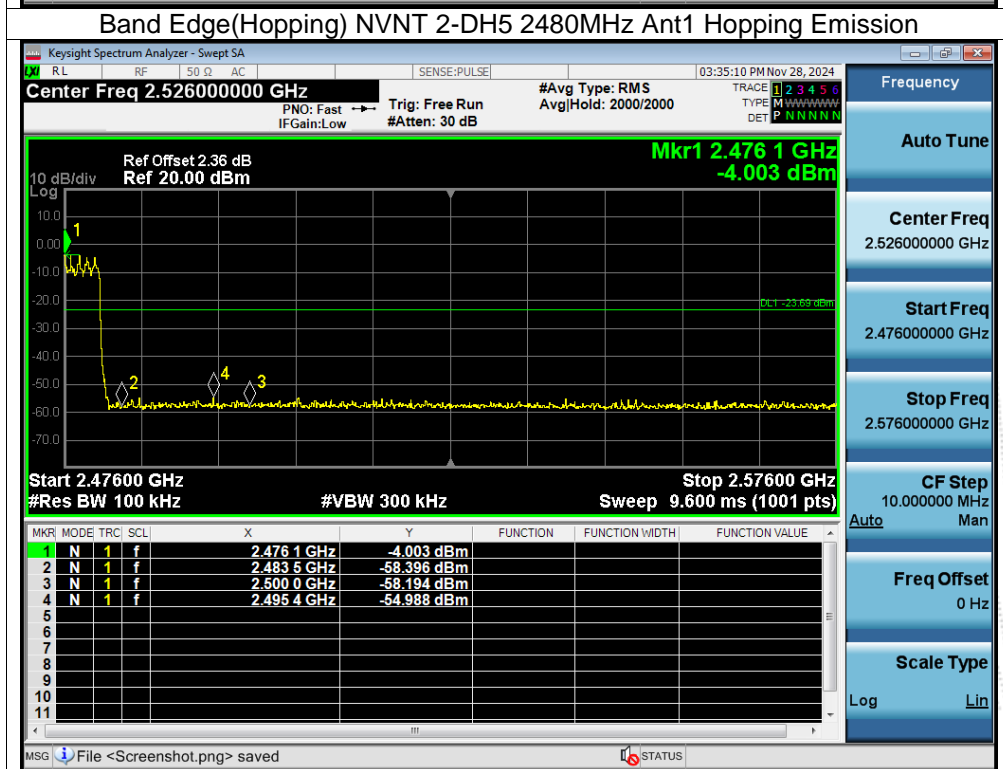 Band Edge(Hopping) NVNT 2-DH5 2480MHz Ant1 Hopping Emission
Keysight Spectrum Analyzer - Swept SA
LXI RL RF 50 Ω AC SENSE:PULSE 03:35:10 PM Nov 28, 2024
Center Freq 2.526000000 GHz #Avg Type: RMS TRACE 1 2 3 4 5 6
PNO: Fast Trig: Free Run Avg|Hold: 2000/2000 TYPE M WWWWW
IFGain:Low #Atten: 30 dB DET P N N N N N
Frequency
Auto Tune
Center Freq
2.526000000 GHz
Start Freq
2.476000000 GHz
Stop Freq
2.576000000 GHz
CF Step
10.000000 MHz
Auto Man
Freq Offset
0 Hz
Scale Type
Log Lin
Mkr1 2.476 1 GHz
Ref Offset 2.36 dB
10 dB/div Ref 20.00 dBm -4.003 dBm
Log
10.0
1
0.00
-10.0
-20.0
DL1 -23.69 dBm
-30.0
-40.0
-50.0
2 4 3
-60.0
-70.0
Start 2.47600 GHz Stop 2.57600 GHz
#Res BW 100 kHz #VBW 300 kHz Sweep 9.600 ms (1001 pts)
MKR MODE TRC SCL X Y FUNCTION FUNCTION WIDTH FUNCTION VALUE
1 N 1 f 2.476 1 GHz -4.003 dBm
2 N 1 f 2.483 5 GHz -58.396 dBm
3 N 1 f 2.500 0 GHz -58.194 dBm
4 N 1 f 2.495 4 GHz -54.988 dBm
5
6
7
8
9
10
11
MSG File <Screenshot.png> saved STATUS